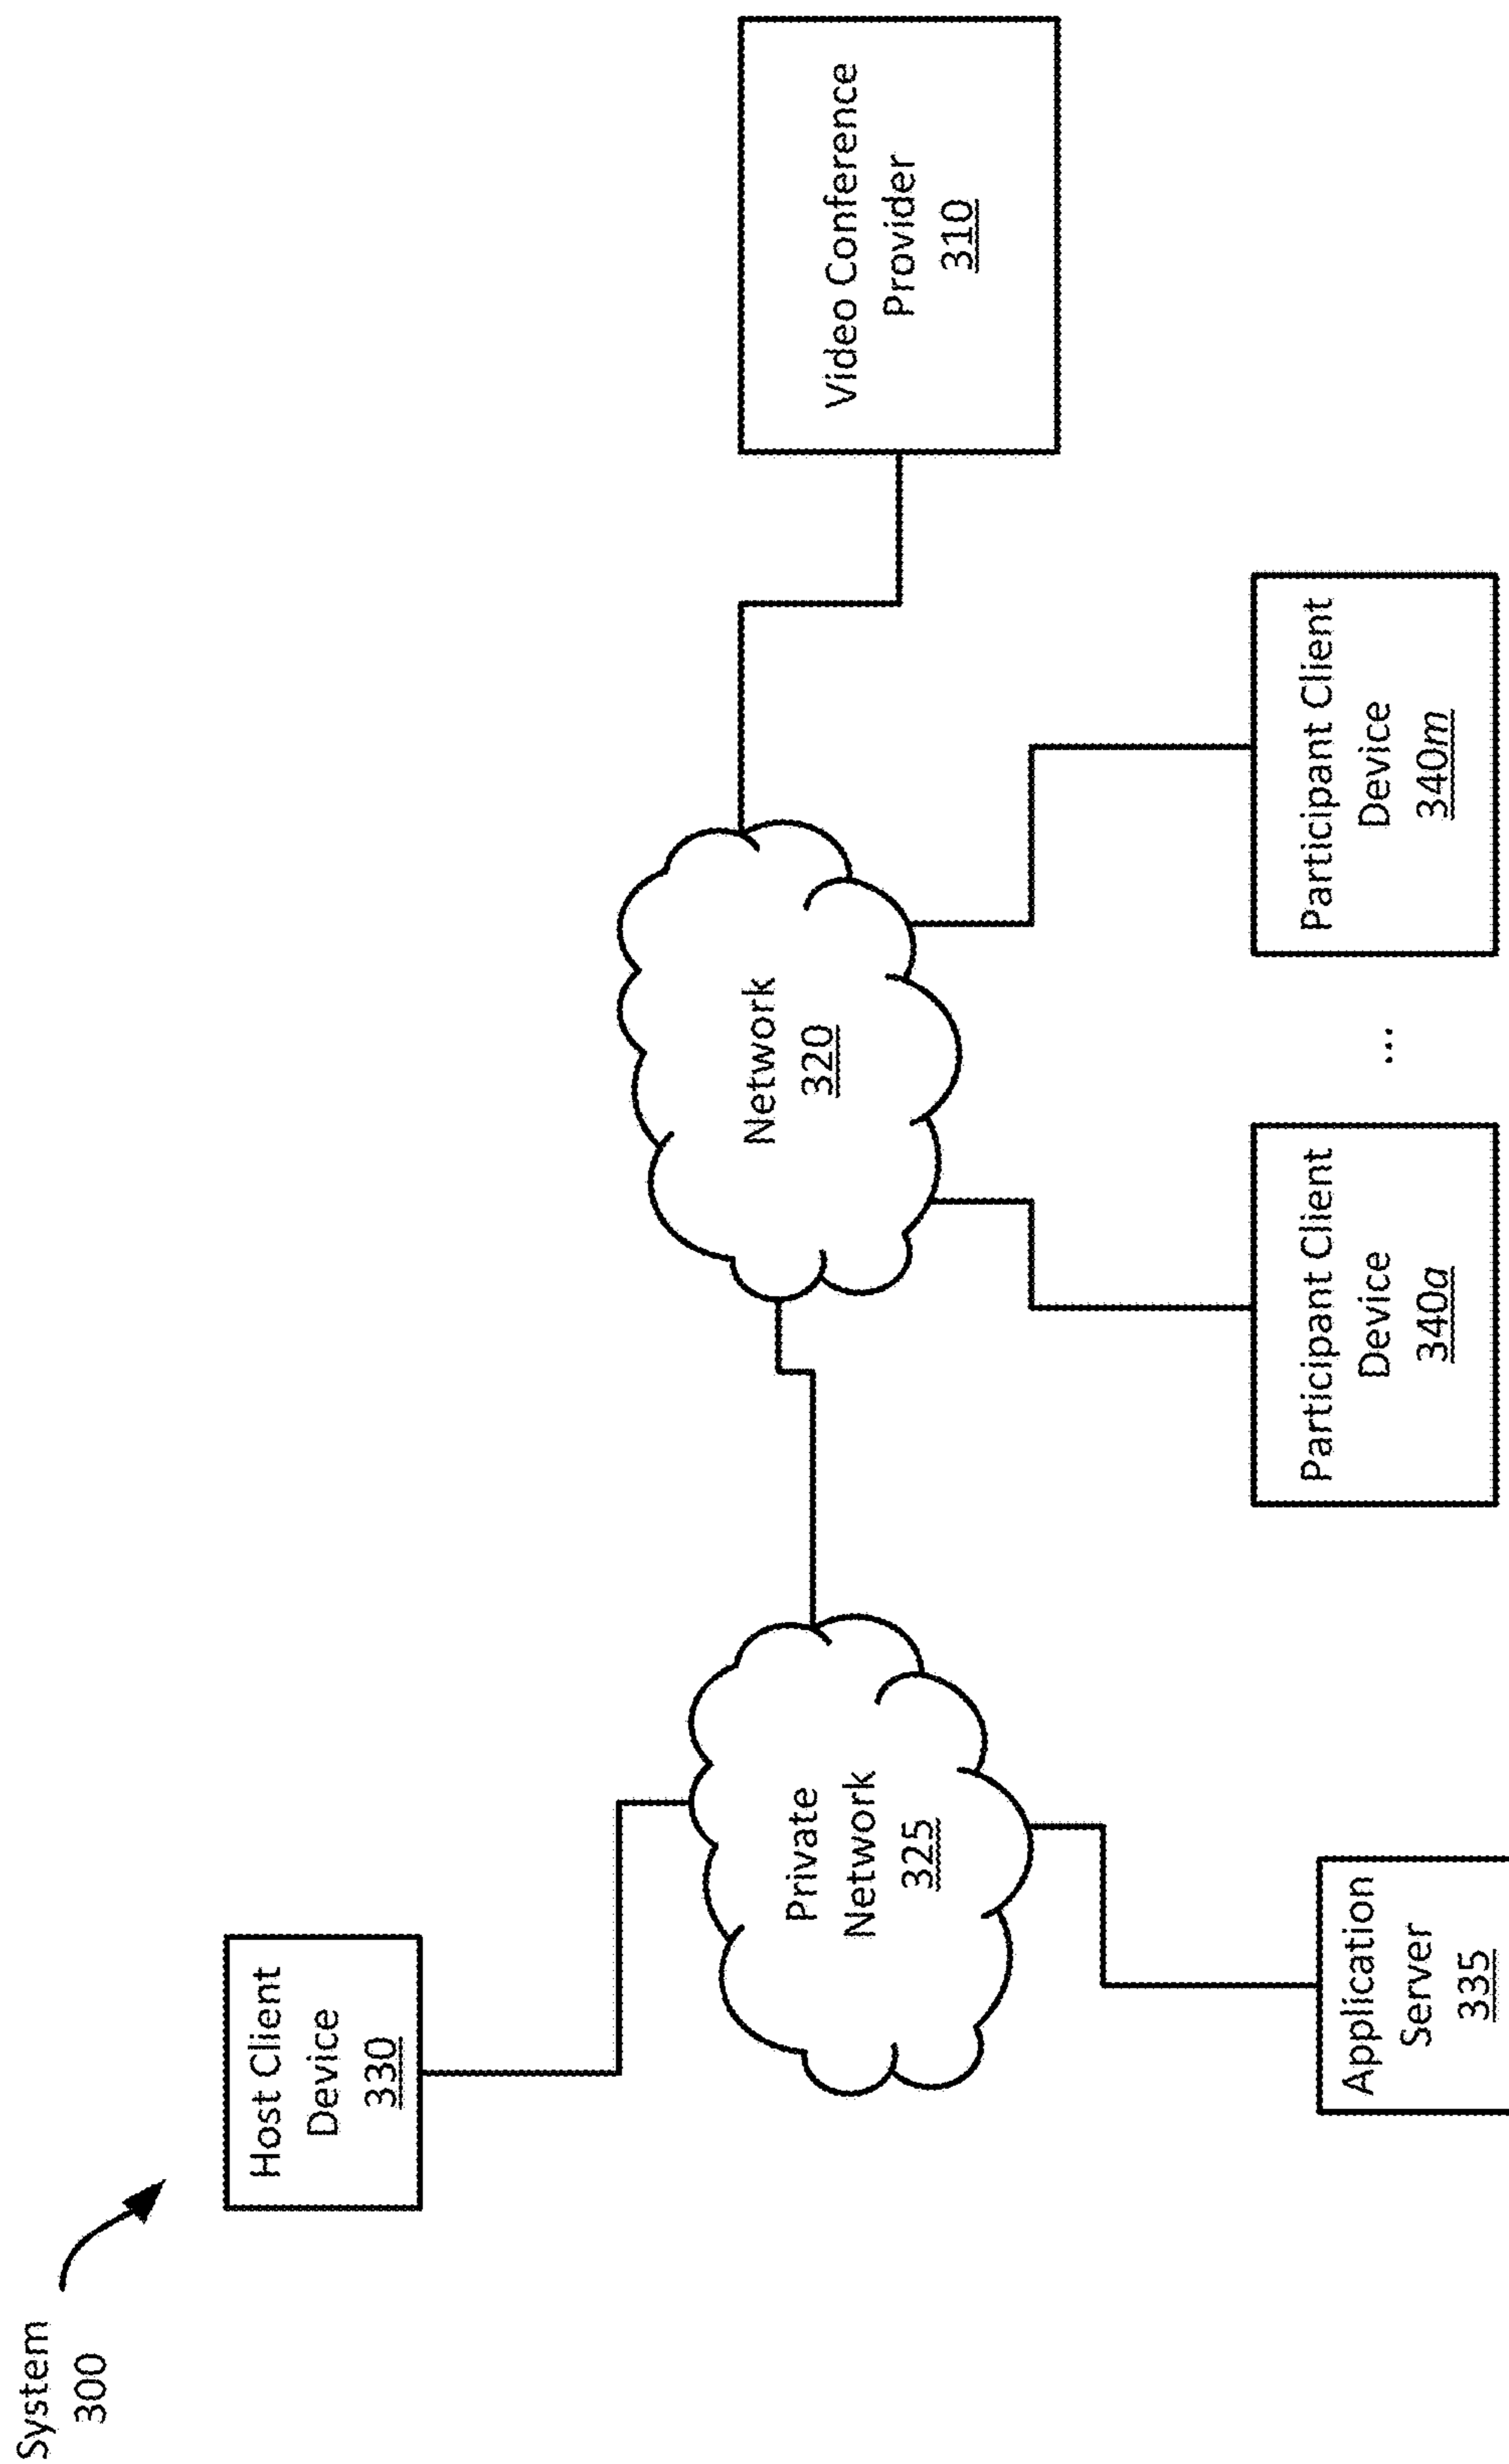 System
300
Host Client
Device
330
Private
Network
325
Application
Server
335
Network
320
Participant Client
Device
340a
...
Participant Client
Device
340m
Video Conference
Provider
310